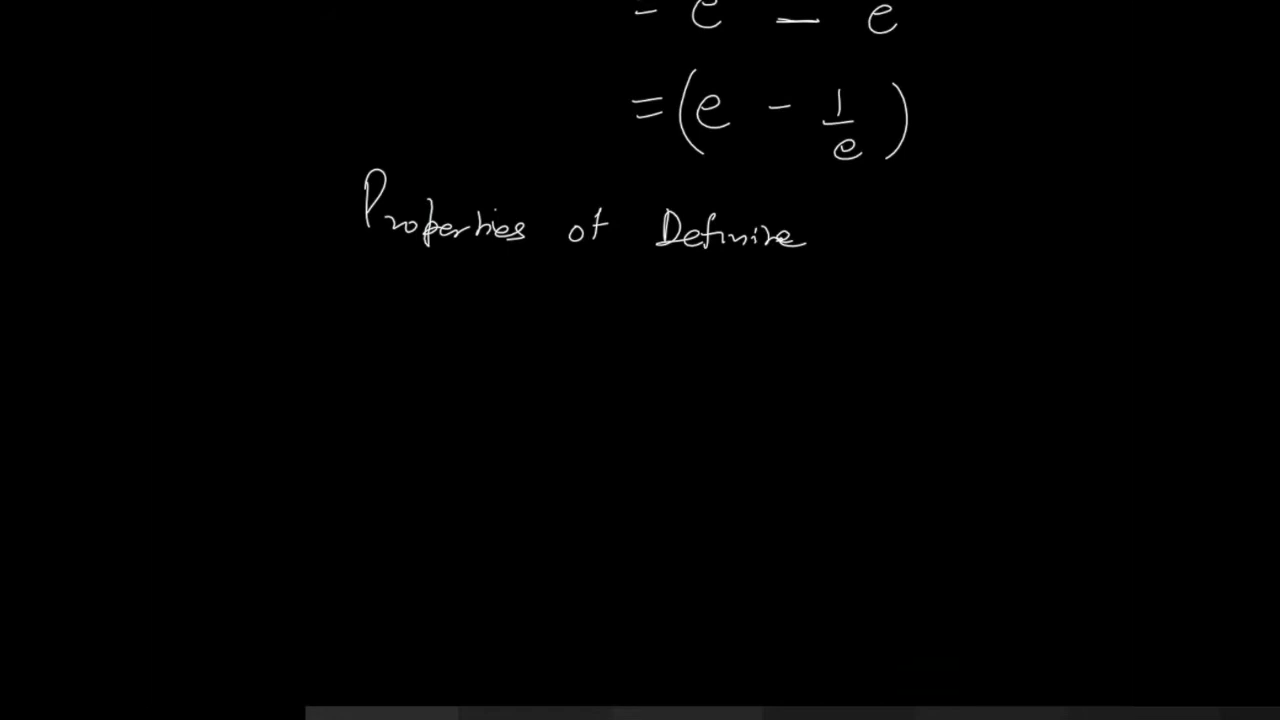 = e - e
= (e - 1/e)
Properties of Definite